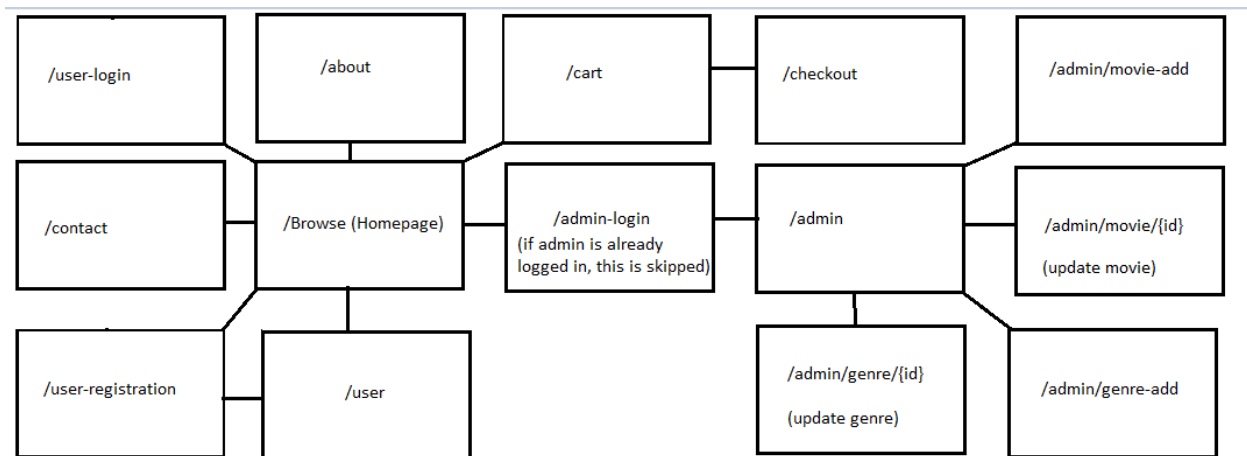 /user-login
/about
/cart
/checkout
/admin/movie-add
/contact
/Browse (Homepage)
/admin-login
(if admin is already
logged in, this is skipped)
/admin
/admin/movie/{id}
(update movie)
/user-registration
/user
/admin/genre/{id}
(update genre)
/admin/genre-add